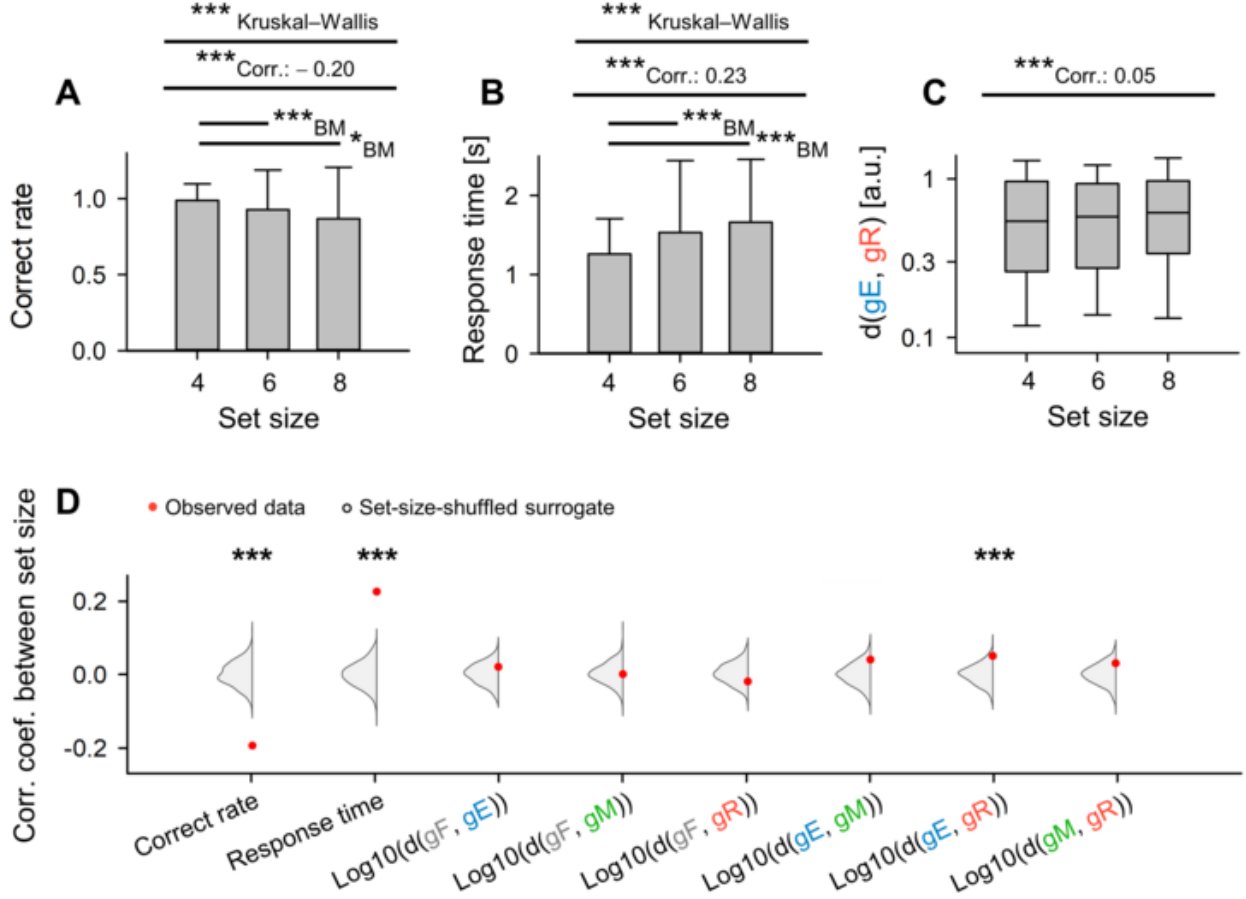 *** Kruskal–Wallis
***Corr.: – 0.20
A
***BM
*BM
Correct rate
1.0
0.5
0.0
4 6 8
Set size
*** Kruskal–Wallis
***Corr.: 0.23
B
***BM
***BM
Response time [s]
2
1
0
4 6 8
Set size
***Corr.: 0.05
C
d(gE, gR) [a.u.]
1
0.3
0.1
4 6 8
Set size
D
Observed data Set-size-shuffled surrogate
Corr. coef. between set size
*** *** ***
0.2
0.0
-0.2
Correct rate
Response time
Log10(d(gF, gE))
Log10(d(gF, gM))
Log10(d(gF, gR))
Log10(d(gE, gM))
Log10(d(gE, gR))
Log10(d(gM, gR))